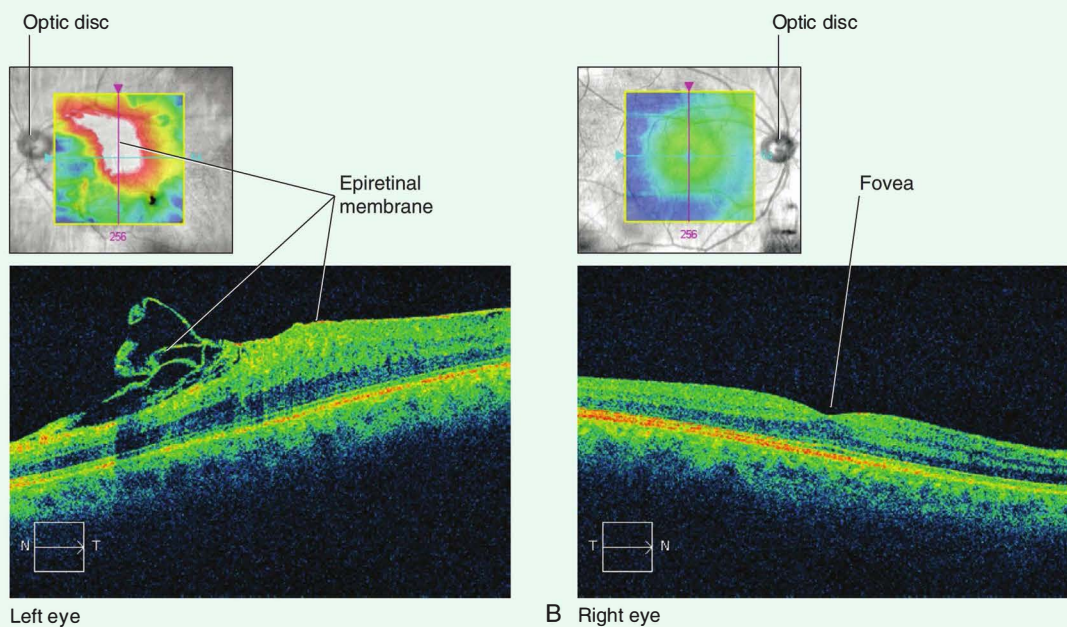 Optic disc
256
Epiretinal
membrane
N
T
Left eye
B
Optic disc
256
Fovea
T
N
Right eye